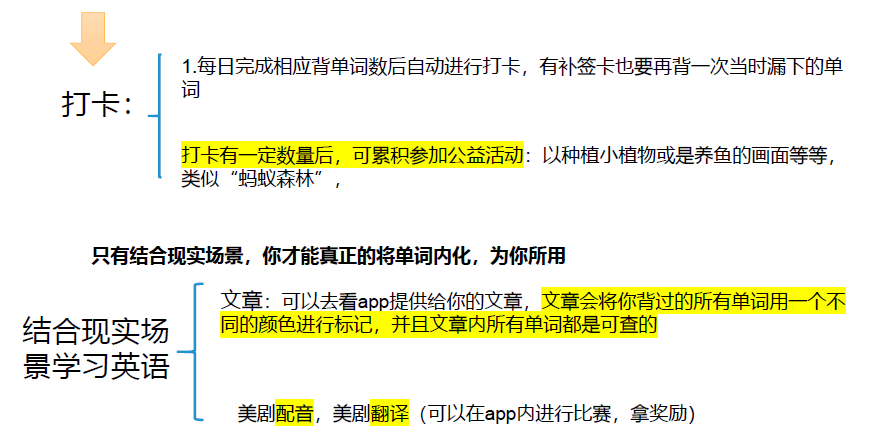 1.每日完成相应背单词数后自动进行打卡，有补签卡也要再背一次当时漏下的单
词
打卡：
打卡有一定数量后，可累积参加公益活动：以种植小植物或是养鱼的画面等等，
类似“蚂蚁森林”，
只有结合现实场景，你才能真正的将单词内化，为你所用
文章：可以去看app提供给你的文章，文章会将你背过的所有单词用一个不
同的颜色进行标记，并且文章内所有单词都是可查的
结合现实场
景学习英语
美剧配音，美剧翻译（可以在app内进行比赛，拿奖励）